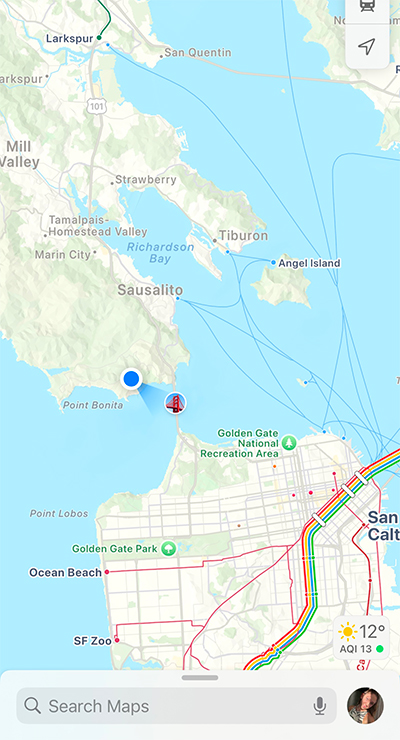 Larkspur
San Quentin
arkspur
101
Mill
Valley
Strawberry
Tamalpais-
Homestead Valley
Marin City
Richardson
Bay
Tiburon
Angel Island
Sausalito
Point Bonita
Golden Gate
National
Recreation Area
Point Lobos
San
Calt
Golden Gate Park
Ocean Beach
SF Zoo
12°
AQI 13
Search Maps